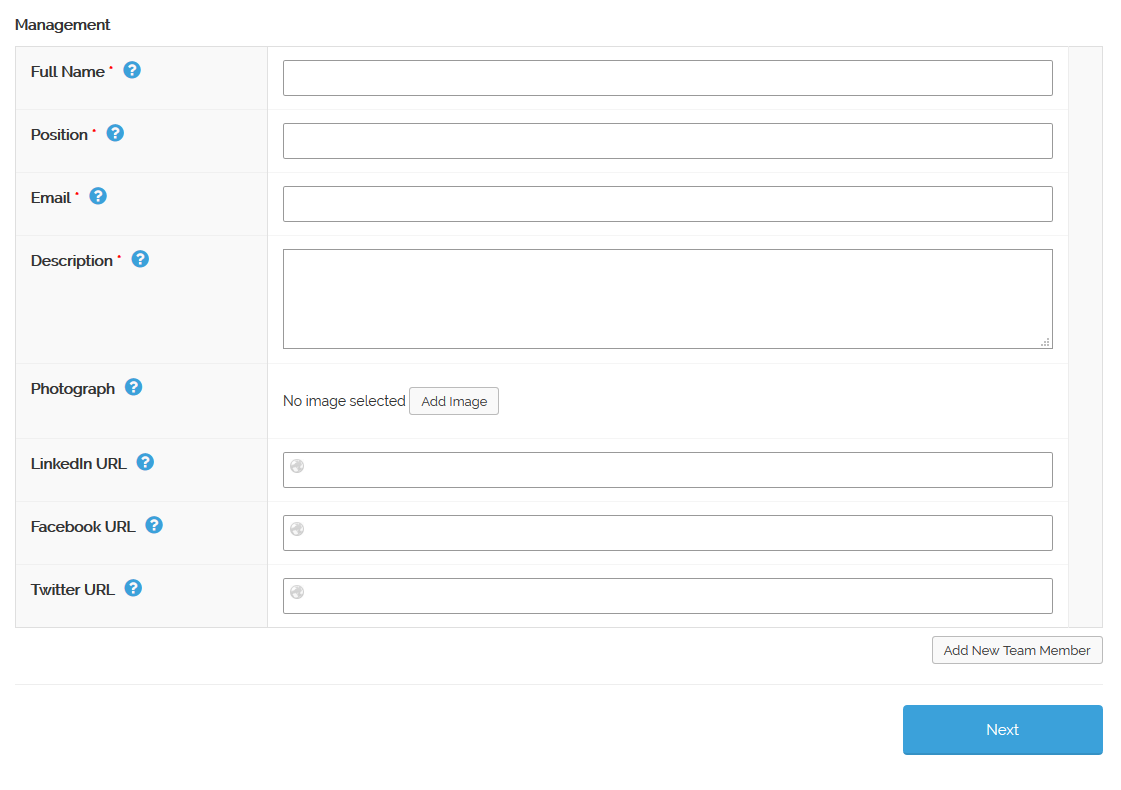 Management
Full Name * ?
Position * ?
Email * ?
Description * ?
Photograph ?
No image selected Add Image
LinkedIn URL ?
Facebook URL ?
Twitter URL ?
Add New Team Member
Next